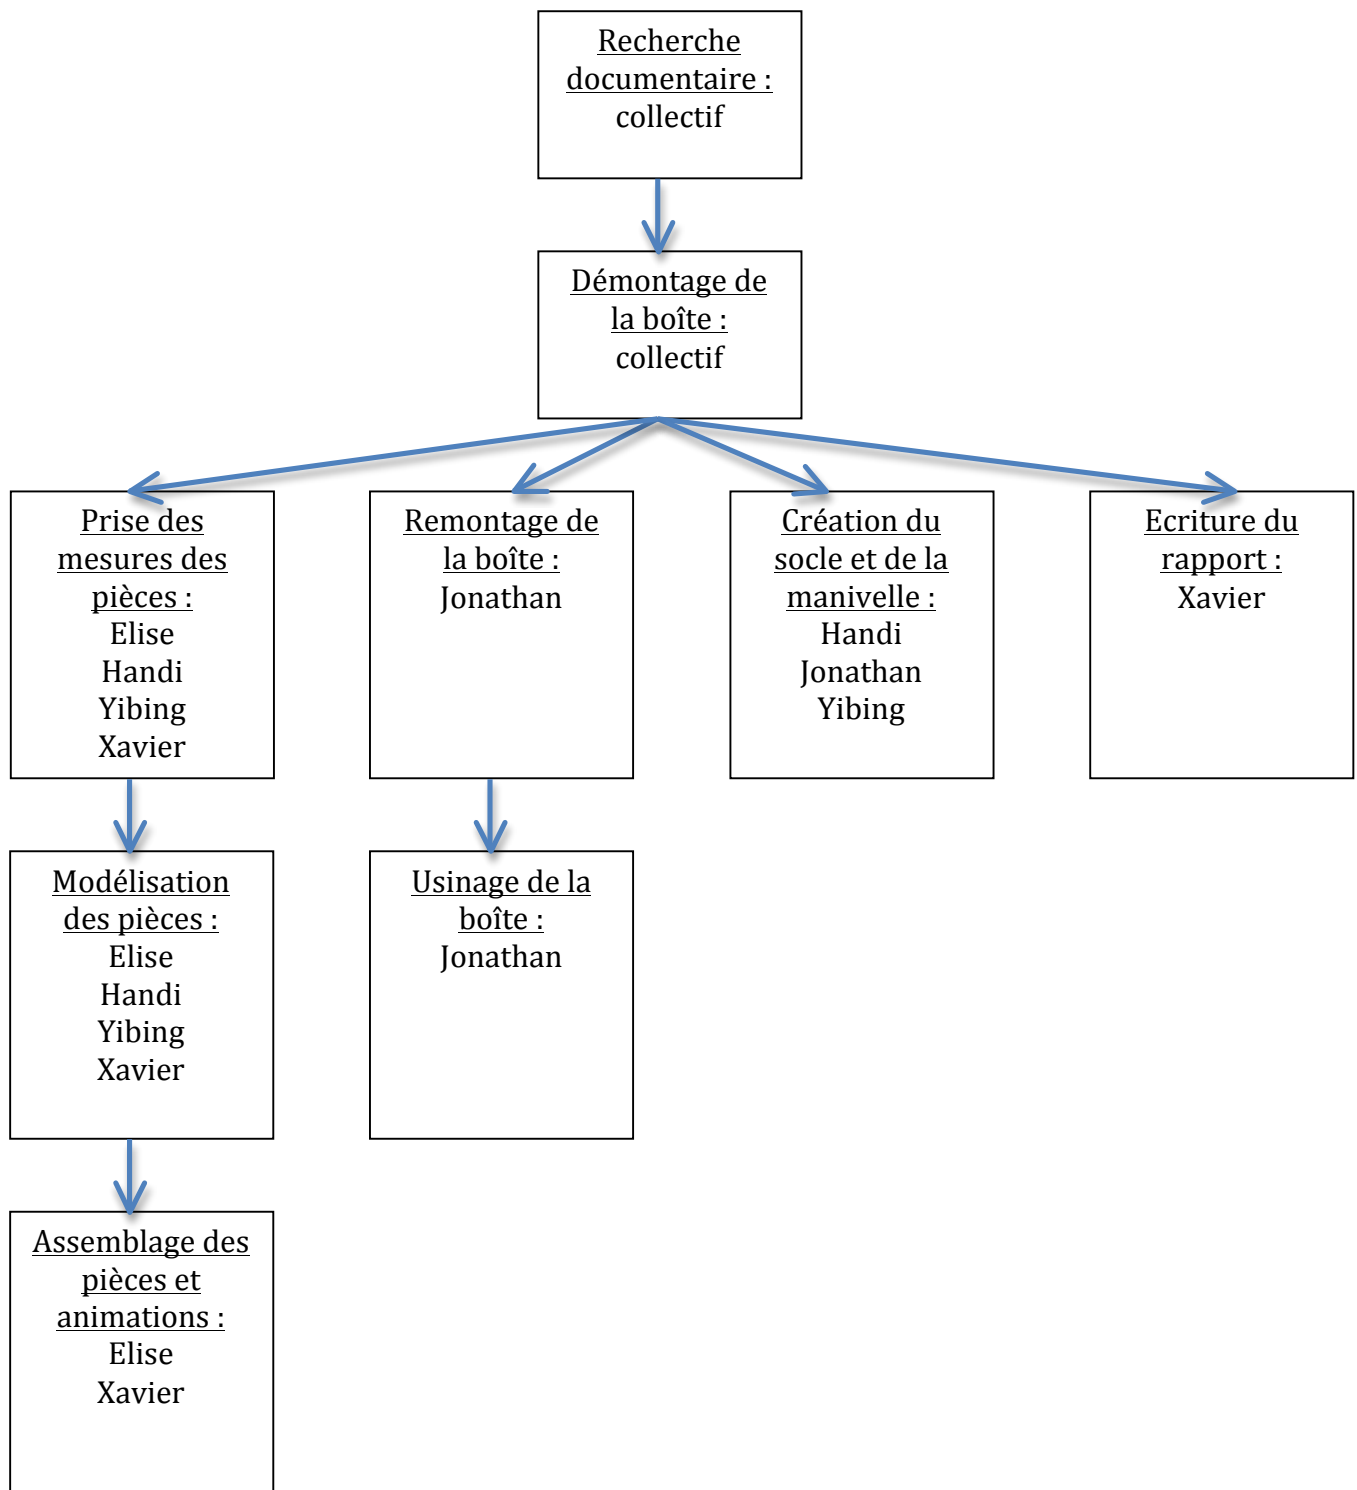 Recherche
documentaire :
collectif
Démontage de
la boîte :
collectif
Prise des
mesures des
pièces :
Elise
Handi
Yibing
Xavier
Remontage de
la boîte :
Jonathan
Création du
socle et de la
manivelle :
Handi
Jonathan
Yibing
Ecriture du
rapport :
Xavier
Modélisation
des pièces :
Elise
Handi
Yibing
Xavier
Usinage de la
boîte :
Jonathan
Assemblage des
pièces et
animations :
Elise
Xavier